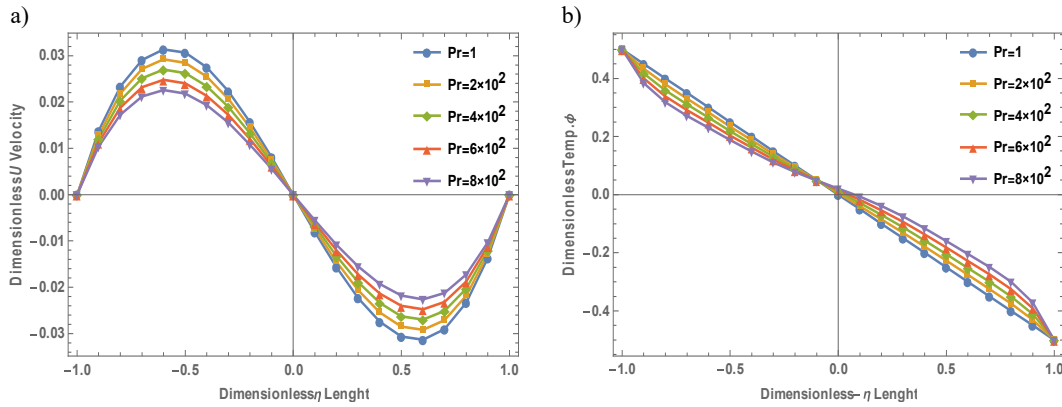 a)
0.03
0.02
0.01
0.00
−0.01
−0.02
−0.03
Dimensionless U Velocity
−1.0 −0.5 0.0 0.5 1.0
Dimensionless η Lenght
Pr=1
Pr=2×10²
Pr=4×10²
Pr=6×10²
Pr=8×10²
b)
0.4
0.2
0.0
−0.2
−0.4
DimensionlessTemp.ϕ
−1.0 −0.5 0.0 0.5 1.0
Dimensionless− η Lenght
Pr=1
Pr=2×10²
Pr=4×10²
Pr=6×10²
Pr=8×10²